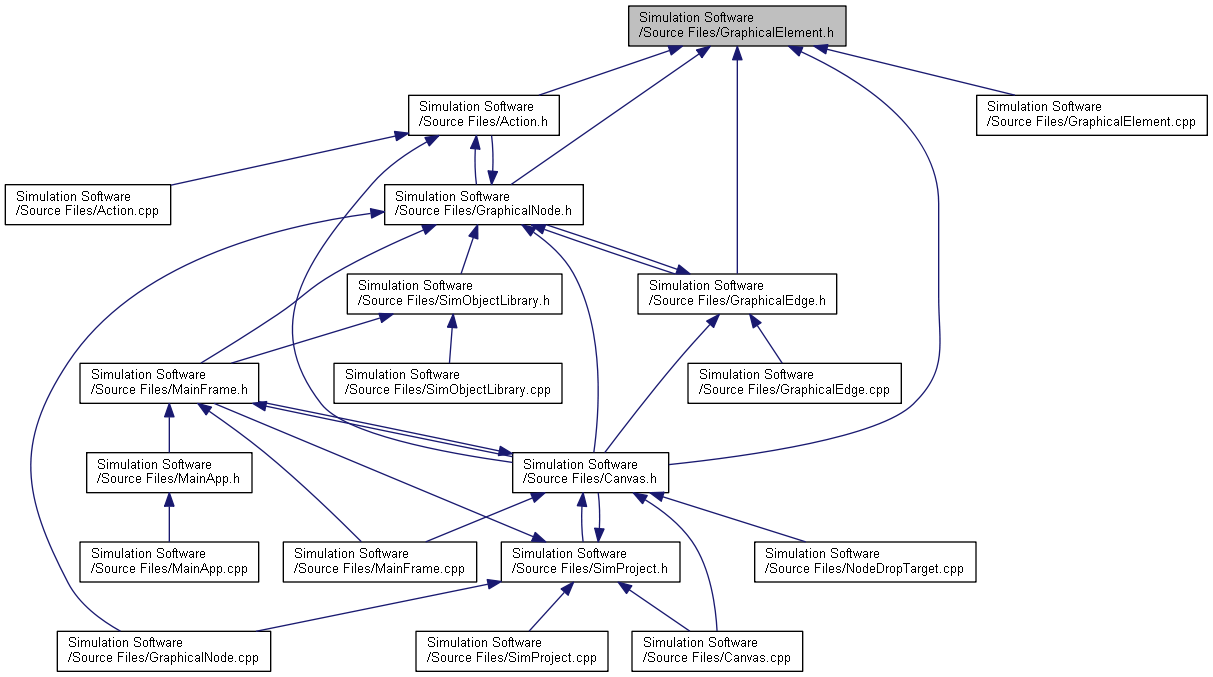 Simulation Software
/Source Files/GraphicalElement.h
Simulation Software
/Source Files/Action.h
Simulation Software
/Source Files/GraphicalElement.cpp
Simulation Software
/Source Files/Action.cpp
Simulation Software
/Source Files/GraphicalNode.h
Simulation Software
/Source Files/SimObjectLibrary.h
Simulation Software
/Source Files/GraphicalEdge.h
Simulation Software
/Source Files/MainFrame.h
Simulation Software
/Source Files/SimObjectLibrary.cpp
Simulation Software
/Source Files/GraphicalEdge.cpp
Simulation Software
/Source Files/MainApp.h
Simulation Software
/Source Files/Canvas.h
Simulation Software
/Source Files/MainApp.cpp
Simulation Software
/Source Files/MainFrame.cpp
Simulation Software
/Source Files/SimProject.h
Simulation Software
/Source Files/NodeDropTarget.cpp
Simulation Software
/Source Files/GraphicalNode.cpp
Simulation Software
/Source Files/SimProject.cpp
Simulation Software
/Source Files/Canvas.cpp